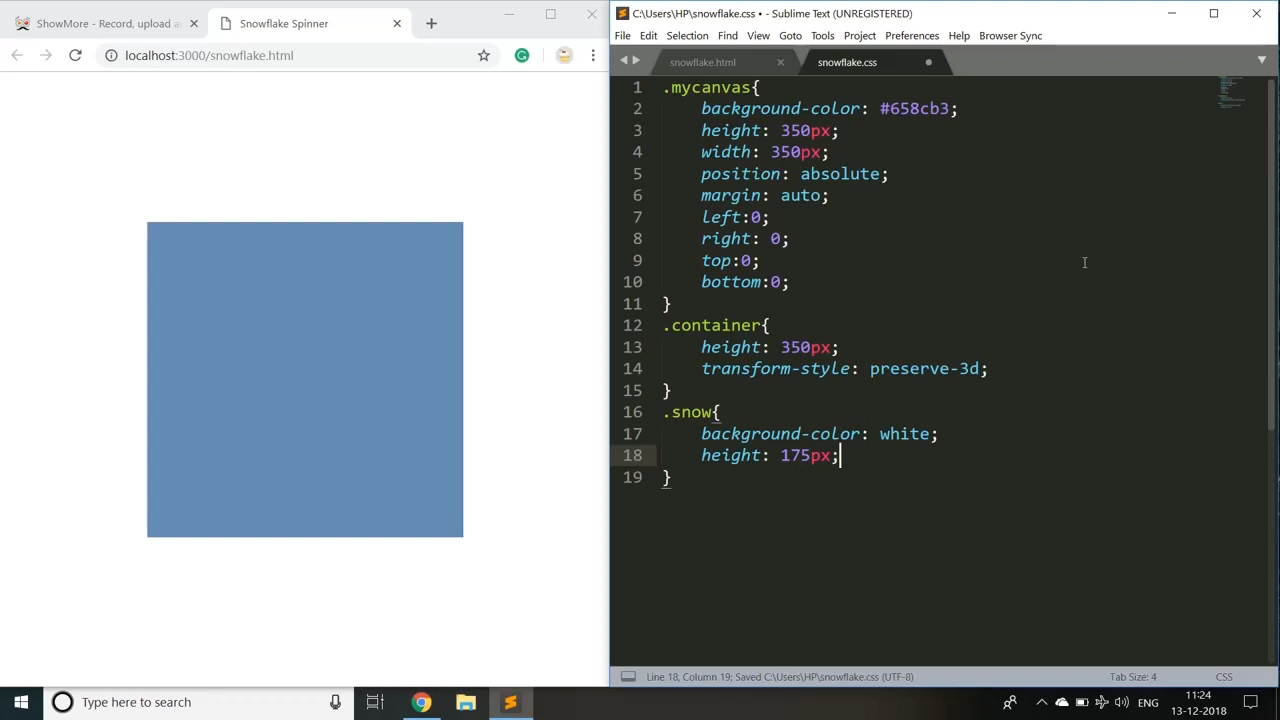 ShowMore - Record, upload a
Snowflake Spinner
localhost:3000/snowflake.html
C:\Users\HP\snowflake.css • - Sublime Text (UNREGISTERED)
File Edit Selection Find View Goto Tools Project Preferences Help Browser Sync
snowflake.html
snowflake.css
1 .mycanvas{
2 background-color: #658cb3;
3 height: 350px;
4 width: 350px;
5 position: absolute;
6 margin: auto;
7 left:0;
8 right: 0;
9 top:0;
10 bottom:0;
11 }
12 .container{
13 height: 350px;
14 transform-style: preserve-3d;
15 }
16 .snow{
17 background-color: white;
18 height: 175px;
19 }
Line 18, Column 19; Saved C:\Users\HP\snowflake.css (UTF-8)
Tab Size: 4
CSS
Type here to search
ENG
11:24
13-12-2018